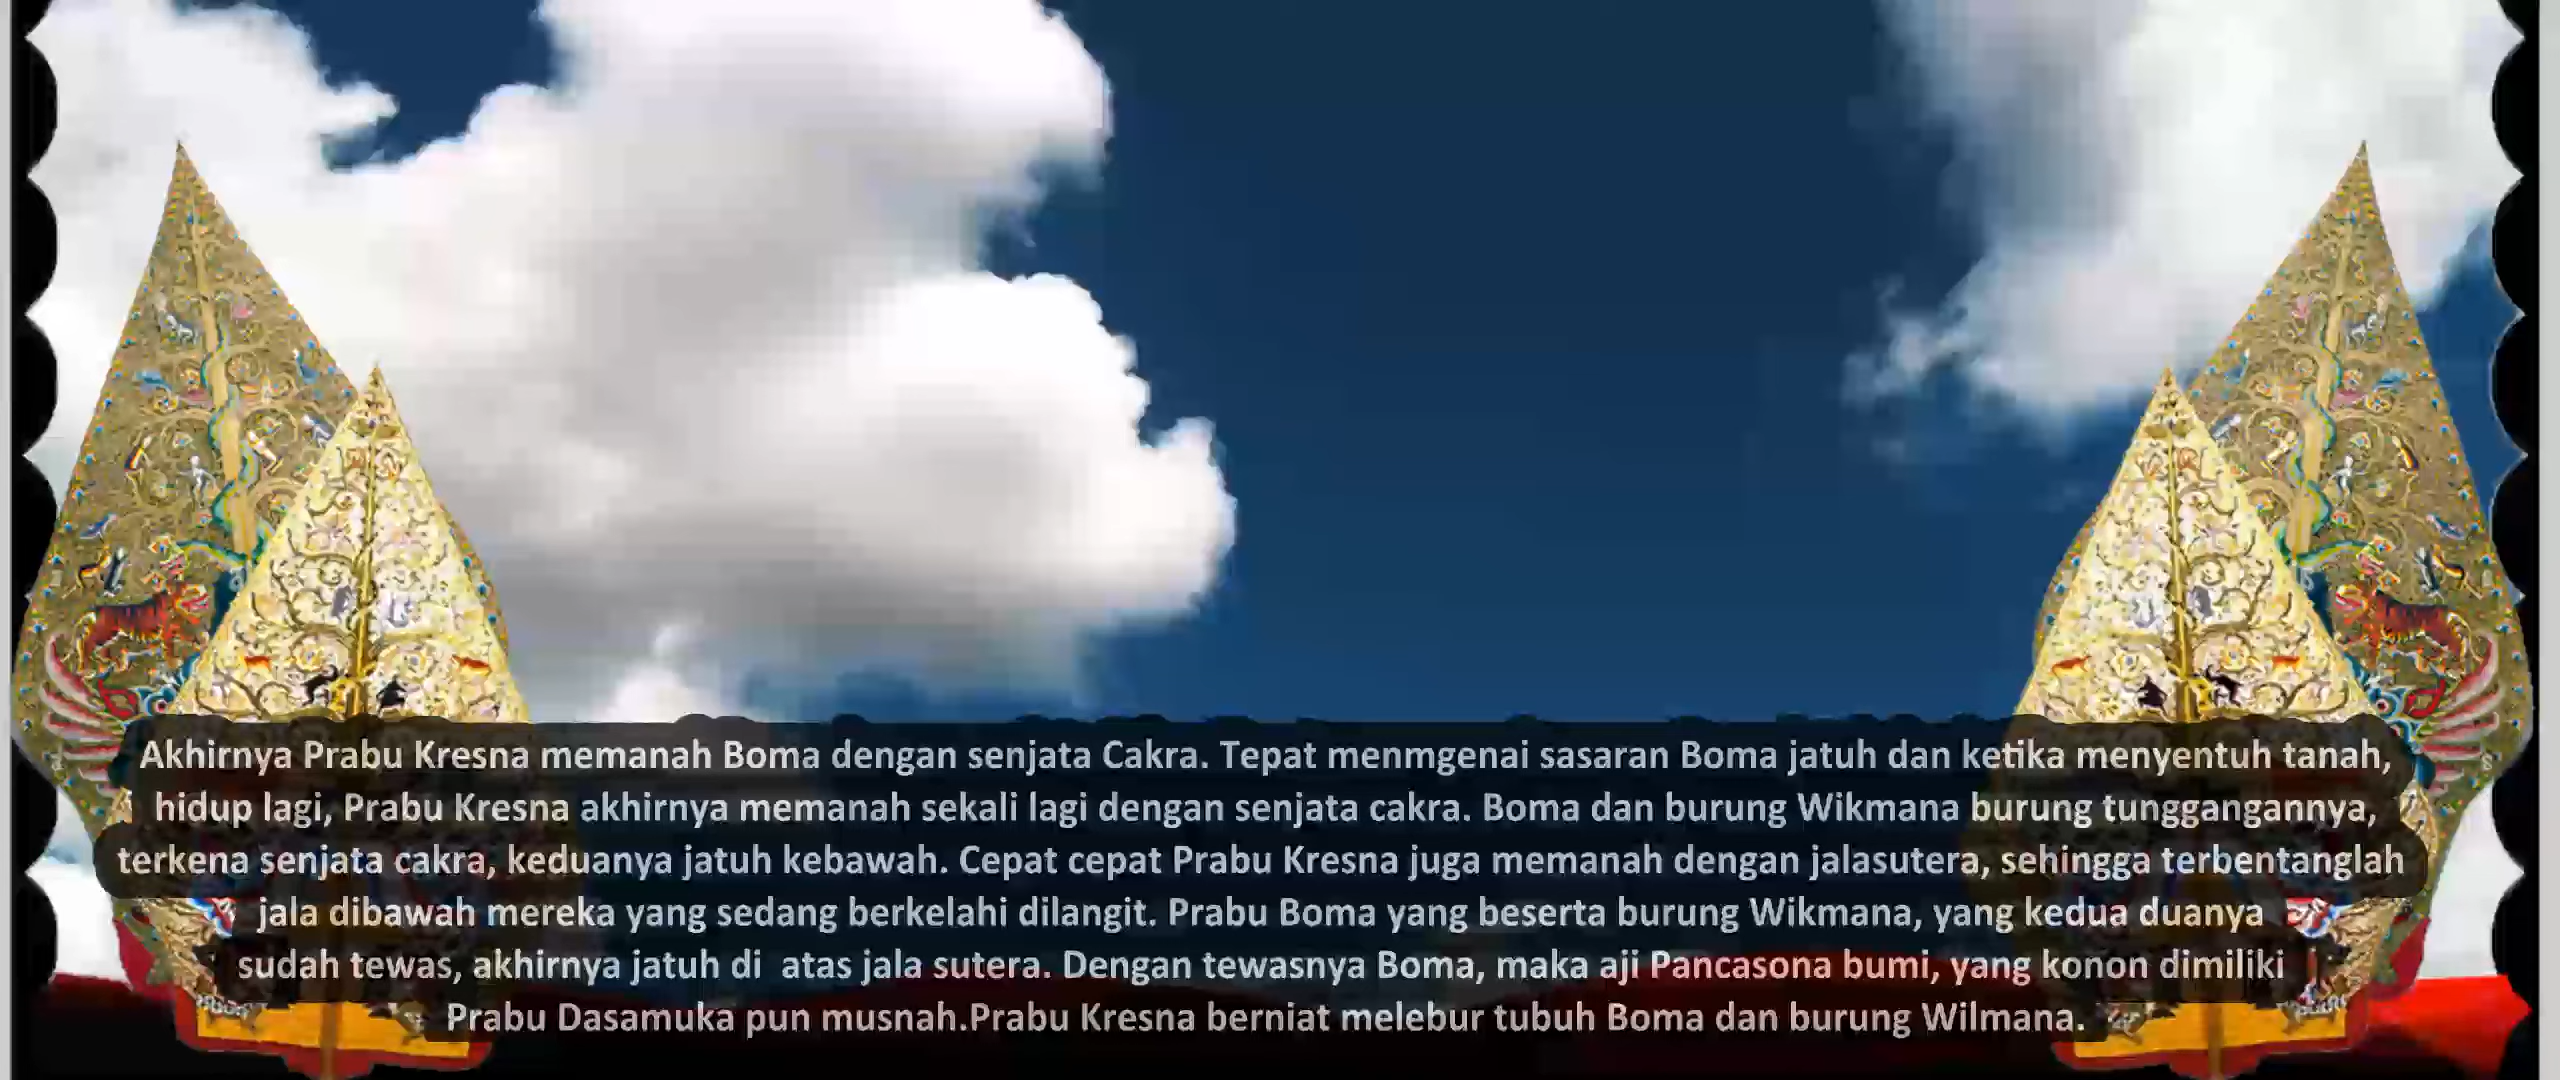 Akhirnya Prabu Kresna memanah Boma dengan senjata Cakra. Tepat menmgenai sasaran Boma jatuh dan ketika menyentuh tanah,
hidup lagi, Prabu Kresna akhirnya memanah sekali lagi dengan senjata cakra. Boma dan burung Wikmana burung tunggangannya,
terkena senjata cakra, keduanya jatuh kebawah. Cepat cepat Prabu Kresna juga memanah dengan jalasutera, sehingga terbentanglah
jala dibawah mereka yang sedang berkelahi dilangit. Prabu Boma yang beserta burung Wikmana, yang kedua duanya
sudah tewas, akhirnya jatuh di  atas jala sutera. Dengan tewasnya Boma, maka aji Pancasona bumi, yang konon dimiliki
Prabu Dasamuka pun musnah.Prabu Kresna berniat melebur tubuh Boma dan burung Wilmana.